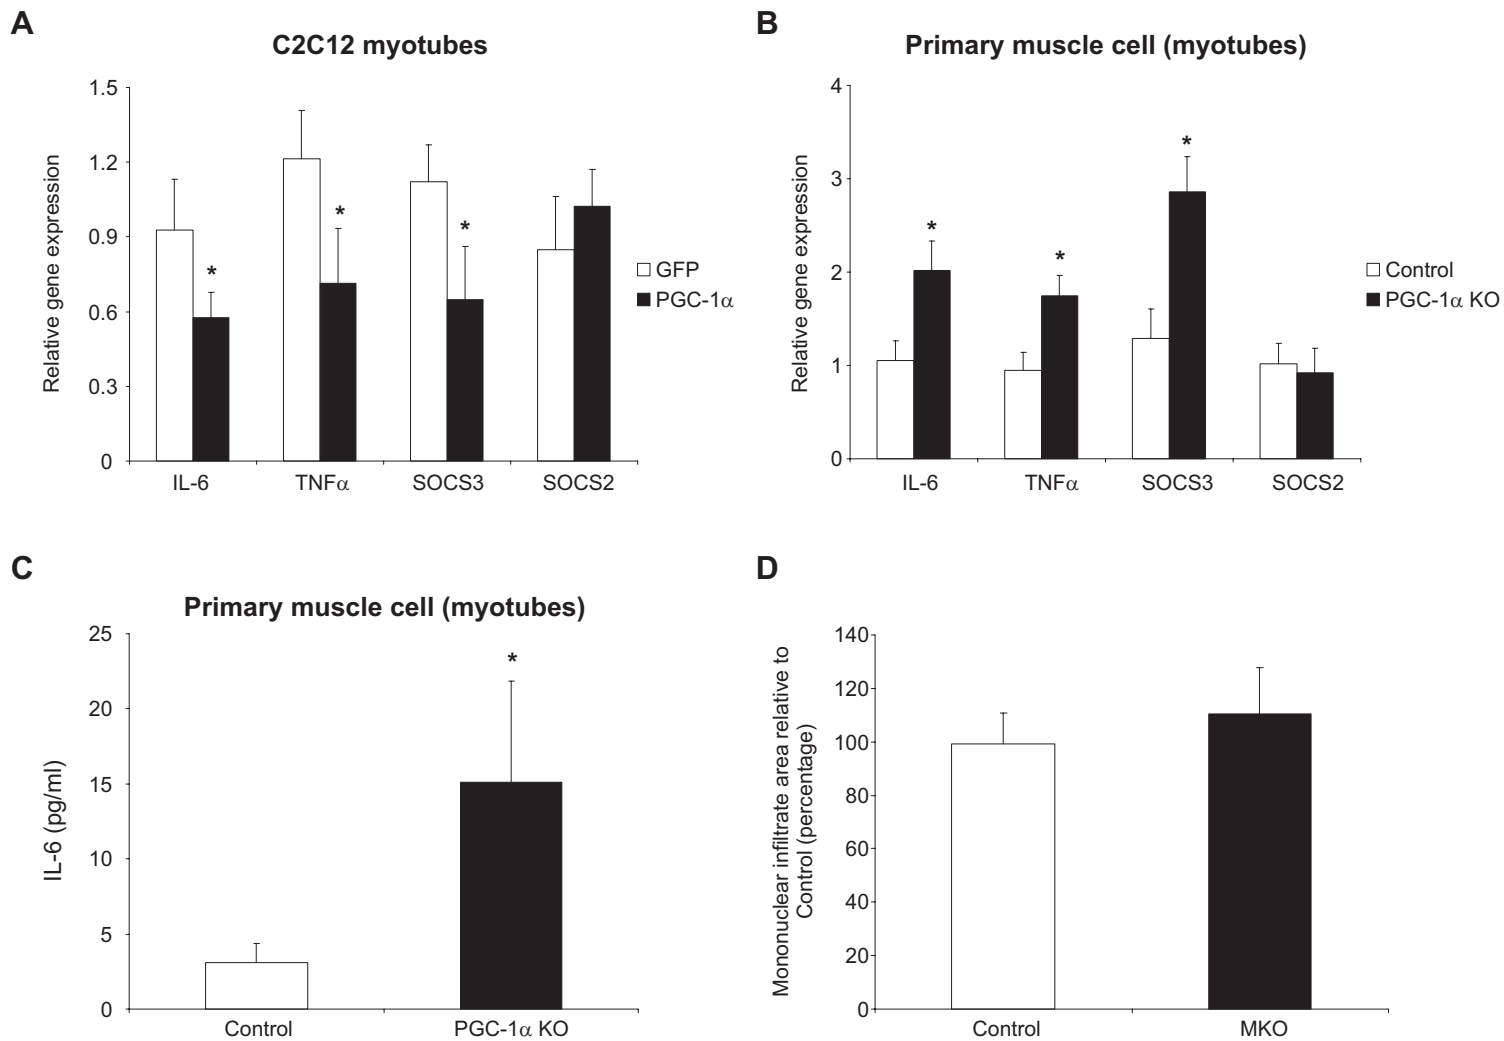 A
C2C12 myotubes
1.5
1.2
0.9
0.6
0.3
0
Relative gene expression
*
*
*
IL-6 TNFα SOCS3 SOCS2
GFP
PGC-1α
B
Primary muscle cell (myotubes)
4
3
2
1
0
Relative gene expression
*
*
*
IL-6 TNFα SOCS3 SOCS2
Control
PGC-1α KO
C
Primary muscle cell (myotubes)
25
20
15
10
5
0
IL-6 (pg/ml)
*
Control PGC-1α KO
D
140
120
100
80
60
40
20
0
Mononuclear infiltrate area relative to
Control (percentage)
Control MKO